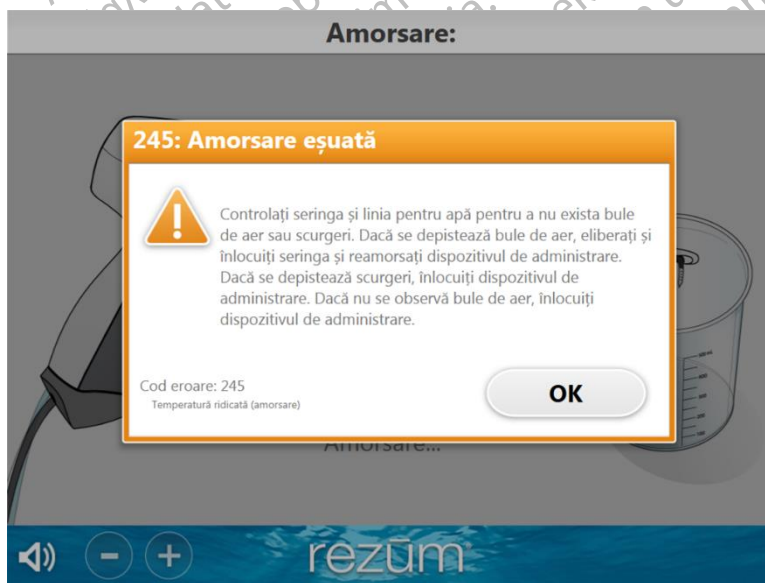 Amorsare:
245: Amorsare eșuată
Controlați seringa și linia pentru apă pentru a nu exista bule
de aer sau scurgeri. Dacă se depistează bule de aer, eliberați și
înlocuiți seringa și reamorsați dispozitivul de administrare.
Dacă se depistează scurgeri, înlocuiți dispozitivul de
administrare. Dacă nu se observă bule de aer, înlocuiți
dispozitivul de administrare.
Cod eroare: 245
Temperatură ridicată (amorsare)
OK
Amorsare...
rezūm